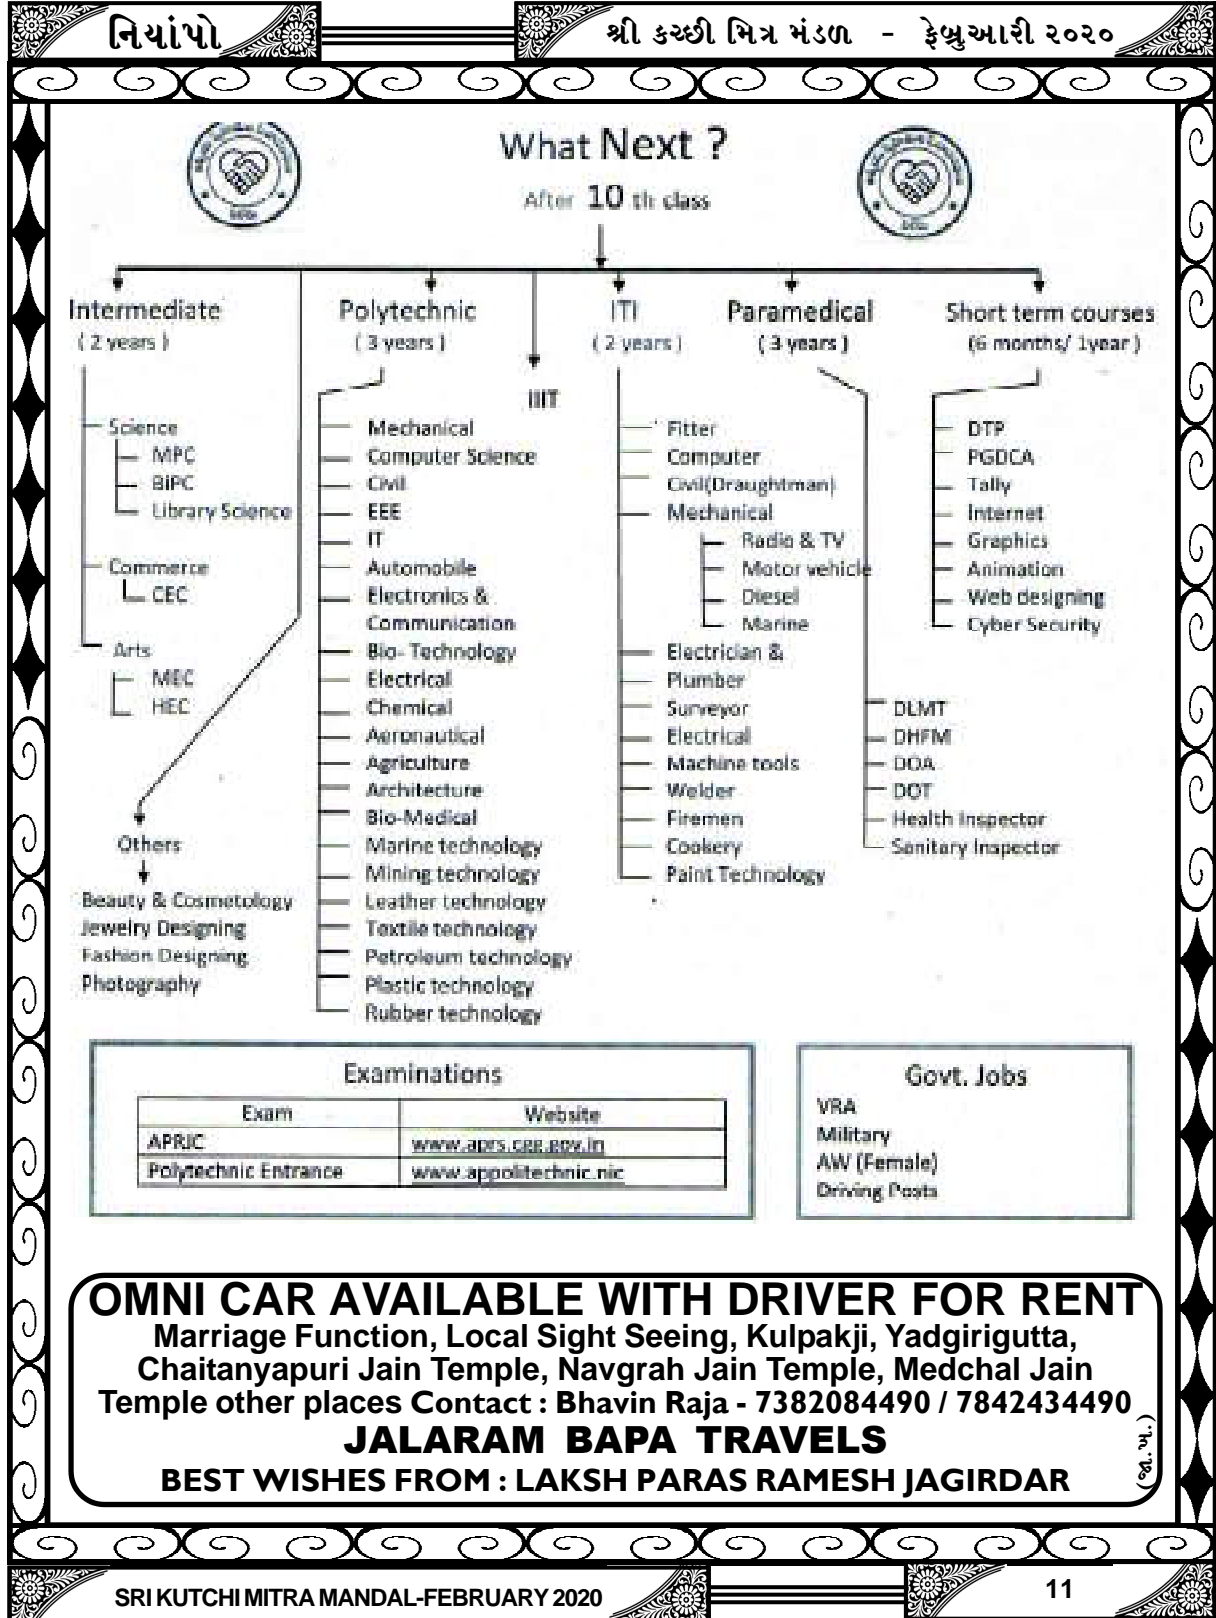 નિયાંપો
શ્રી કચ્છી મિત્ર મંડળ - ફેબ્રુઆરી ૨૦૨૦
What Next ?
After 10 th class
Intermediate
( 2 years )
Science
MPC
BiPC
Library Science
Commerce
CEC
Arts
MEC
HEC
Others
Beauty & Cosmetology
Jewelry Designing
Fashion Designing
Photography
Polytechnic
( 3 years )
Mechanical
Computer Science
Civil
EEE
IT
Automobile
Electronics &
Communication
Bio- Technology
Electrical
Chemical
Aeronautical
Agriculture
Architecture
Bio-Medical
Marine technology
Mining technology
Leather technology
Textile technology
Petroleum technology
Plastic technology
Rubber technology
IIIT
ITI
( 2 years )
Fitter
Computer
Civil(Draughtman)
Mechanical
Radio & TV
Motor vehicle
Diesel
Marine
Electrician &
Plumber
Surveyor
Electrical
Machine tools
Welder
Firemen
Cookery
Paint Technology
Paramedical
( 3 years )
DLMT
DHFM
DOA
DOT
Health Inspector
Sanitary Inspector
Short term courses
(6 months/ 1year )
DTP
PGDCA
Tally
Internet
Graphics
Animation
Web designing
Cyber Security
Examinations
Exam Website
APRJC www.aprs.cgg.gov.in
Polytechnic Entrance www.appolitechnic.nic
Govt. Jobs
VRA
Military
AW (Female)
Driving Posts
OMNI CAR AVAILABLE WITH DRIVER FOR RENT
Marriage Function, Local Sight Seeing, Kulpakji, Yadgirigutta,
Chaitanyapuri Jain Temple, Navgrah Jain Temple, Medchal Jain
Temple other places Contact : Bhavin Raja - 7382084490 / 7842434490
JALARAM BAPA TRAVELS
BEST WISHES FROM : LAKSH PARAS RAMESH JAGIRDAR
(જા.ખ.)
SRI KUTCHI MITRA MANDAL-FEBRUARY 2020
11